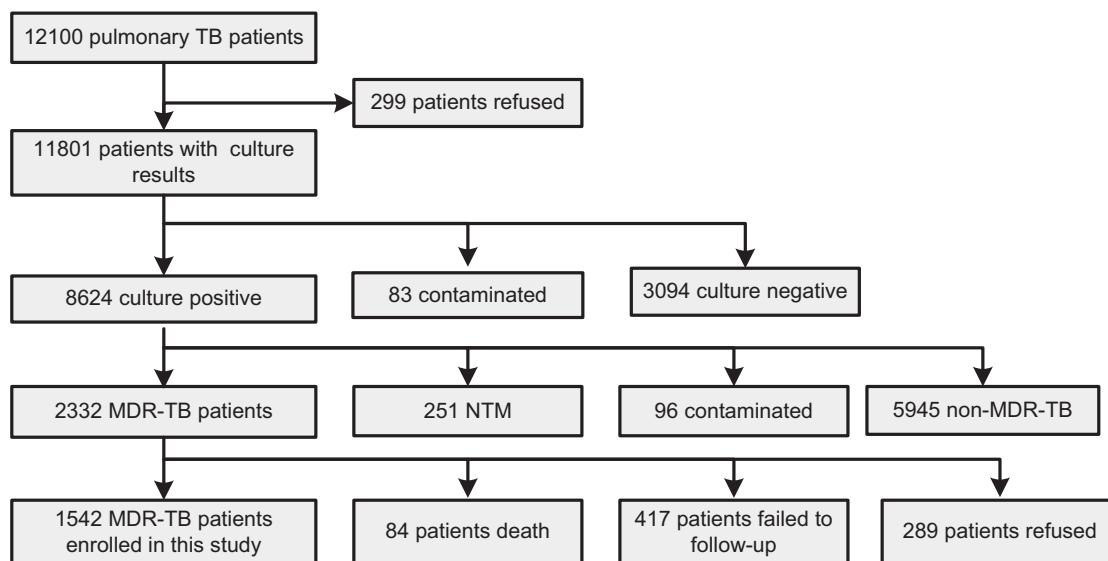 12100 pulmonary TB patients
299 patients refused
11801 patients with culture
results
8624 culture positive
83 contaminated
3094 culture negative
2332 MDR-TB patients
251 NTM
96 contaminated
5945 non-MDR-TB
1542 MDR-TB patients
enrolled in this study
84 patients death
417 patients failed to
follow-up
289 patients refused